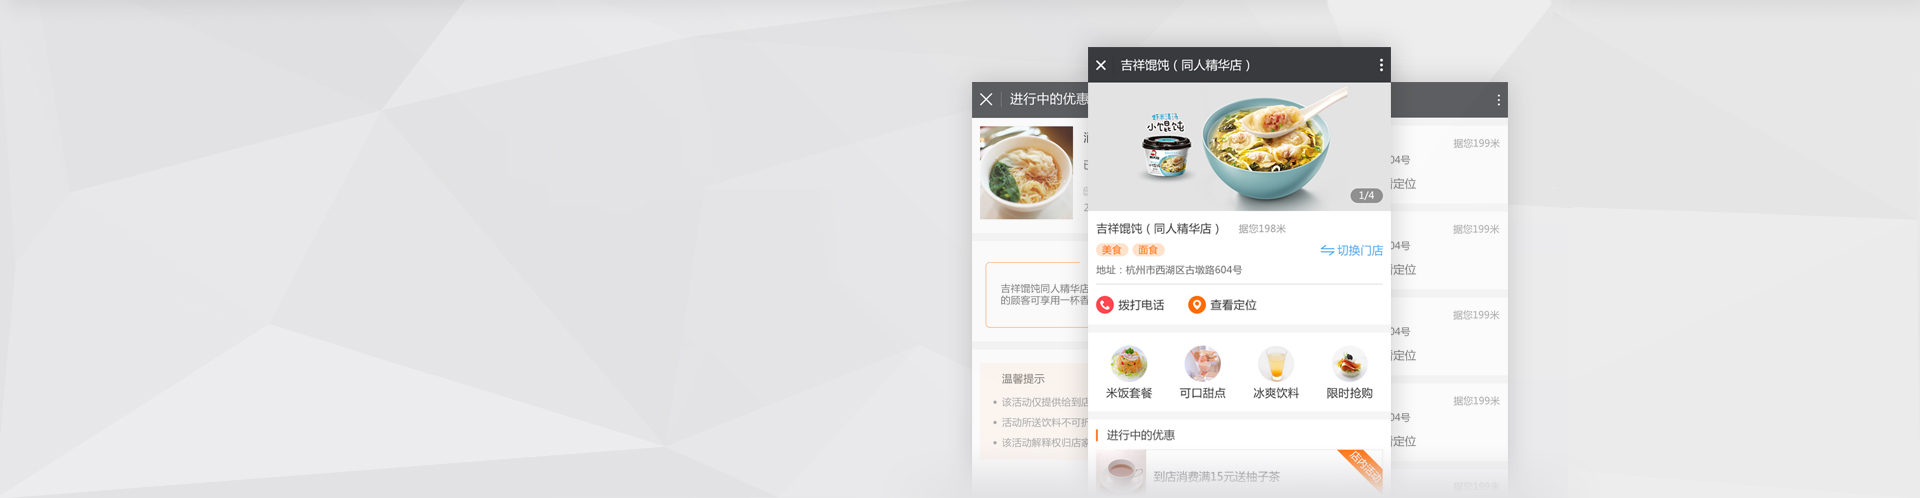 吉祥馄饨（同人精华店）
小馄饨
1/4
吉祥馄饨（同人精华店） 据您198米
美食 面食
切换门店
地址：杭州市西湖区古墩路604号
拨打电话 查看定位
米饭套餐 可口甜点 冰爽饮料 限时抢购
进行中的优惠
到店消费满15元送柚子茶
店内活动
进行中的优惠
吉祥馄饨同人精华店
的顾客可享用一杯香
温馨提示
• 该活动仅提供给到店
• 活动所送饮料不可折
• 该活动解释权归店家
据您199米
04号
定位
据您199米
04号
定位
据您199米
04号
定位
据您199米
04号
定位
据您199米